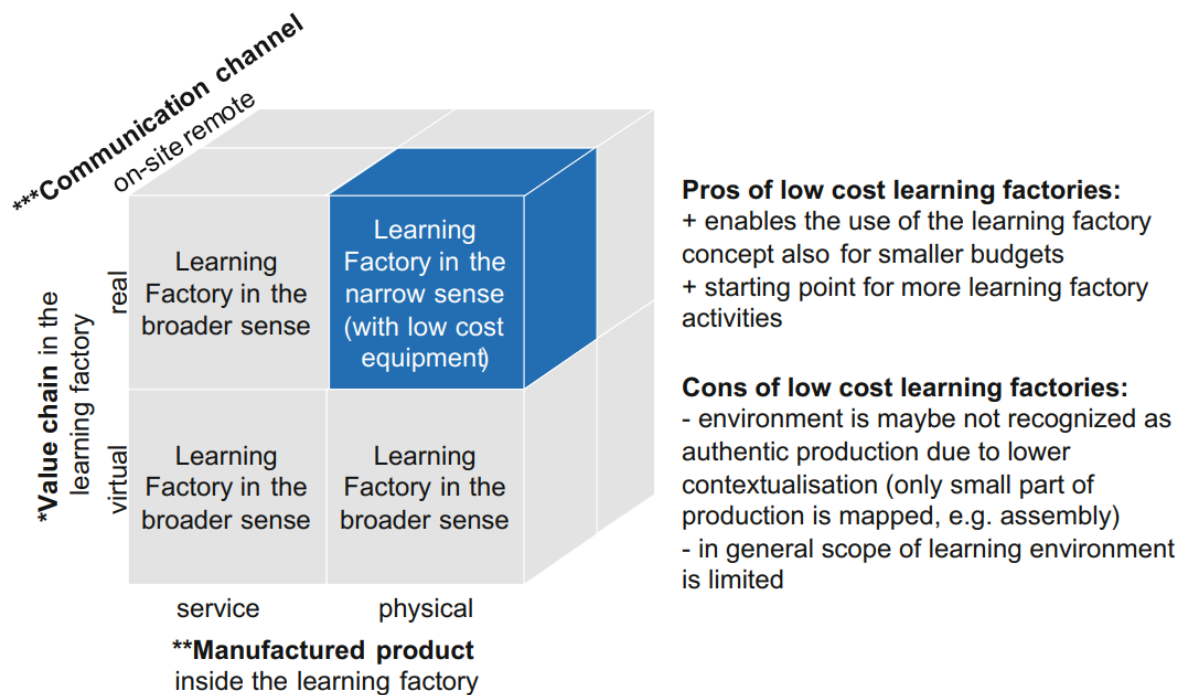 ***Communication channel
on-site remote
*Value chain in the
learning factory
real
virtual
Learning
Factory in the
broader sense
Learning
Factory in the
narrow sense
(with low cost
equipment)
Learning
Factory in the
broader sense
Learning
Factory in the
broader sense
service
physical
**Manufactured product
inside the learning factory
Pros of low cost learning factories:
+ enables the use of the learning factory
concept also for smaller budgets
+ starting point for more learning factory
activities
Cons of low cost learning factories:
- environment is maybe not recognized as
authentic production due to lower
contextualisation (only small part of
production is mapped, e.g. assembly)
- in general scope of learning environment
is limited